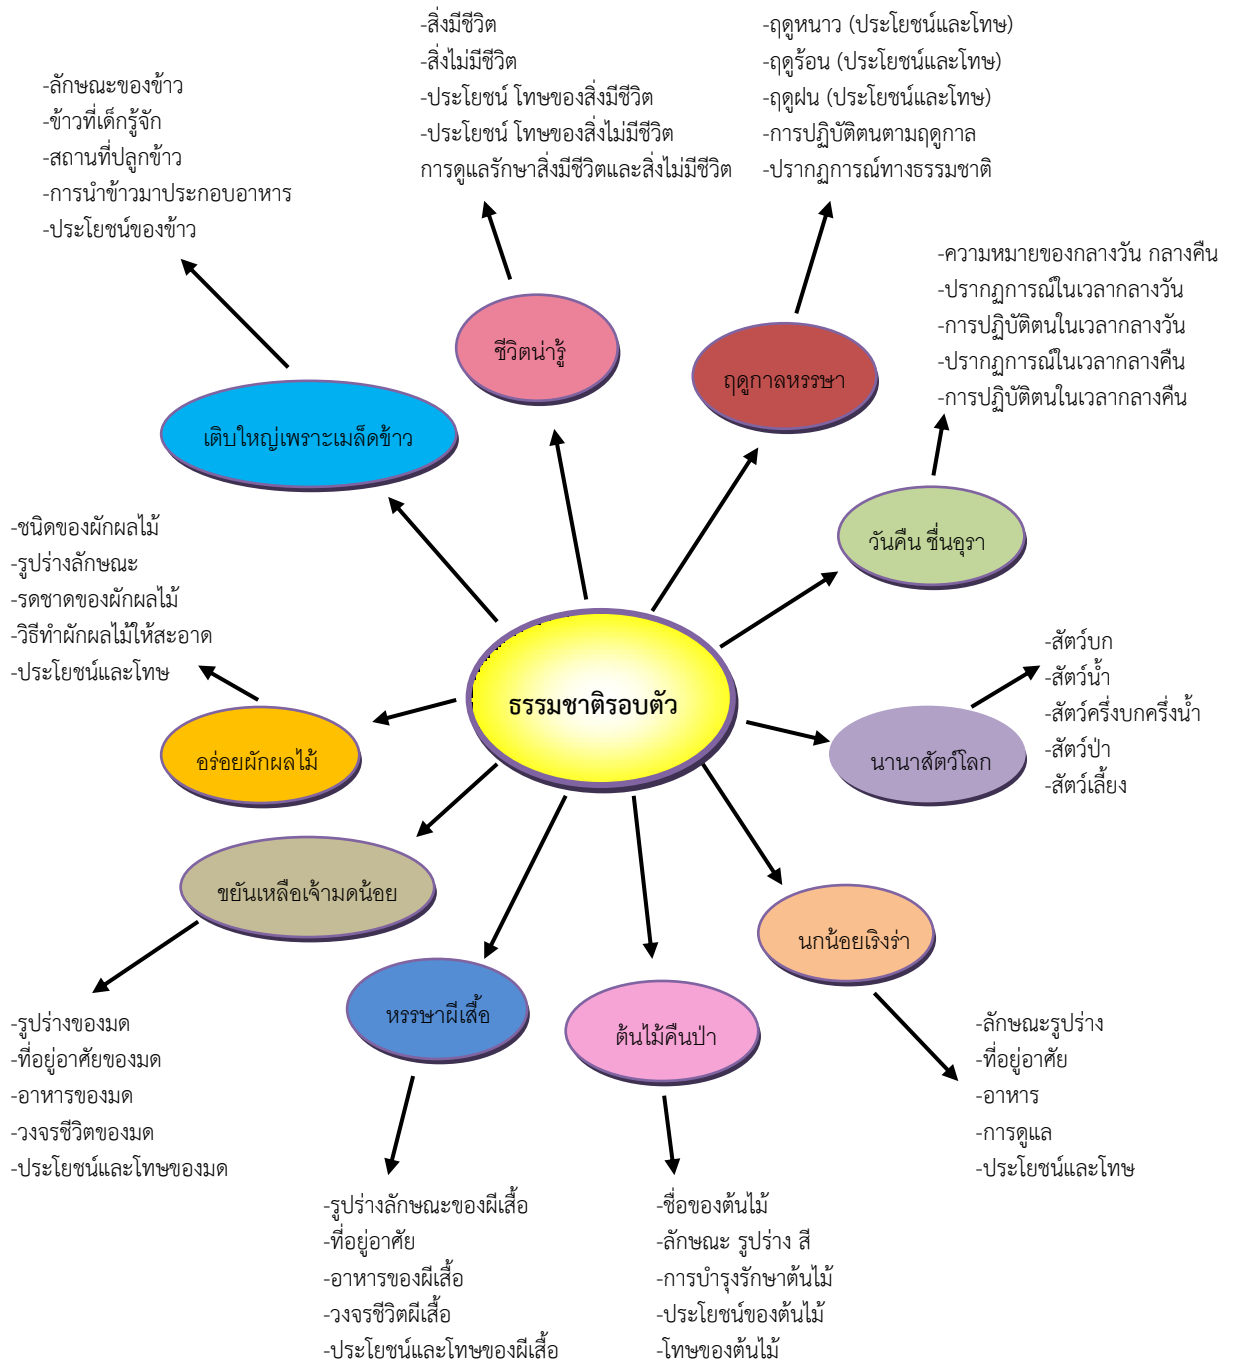 -สิ่งมีชีวิต
-สิ่งไม่มีชีวิต
-ประโยชน์ โทษของสิ่งมีชีวิต
-ประโยชน์ โทษของสิ่งไม่มีชีวิต
การดูแลรักษาสิ่งมีชีวิตและสิ่งไม่มีชีวิต
-ฤดูหนาว (ประโยชน์และโทษ)
-ฤดูร้อน (ประโยชน์และโทษ)
-ฤดูฝน (ประโยชน์และโทษ)
-การปฏิบัติตนตามฤดูกาล
-ปรากฏการณ์ทางธรรมชาติ
-ลักษณะของข้าว
-ข้าวที่เด็กรู้จัก
-สถานที่ปลูกข้าว
-การนำข้าวมาประกอบอาหาร
-ประโยชน์ของข้าว
-ความหมายของกลางวัน กลางคืน
-ปรากฏการณ์ในเวลากลางวัน
-การปฏิบัติตนในเวลากลางวัน
-ปรากฏการณ์ในเวลากลางคืน
-การปฏิบัติตนในเวลากลางคืน
ชีวิตน่ารู้
ฤดูกาลหรรษา
เติบใหญ่เพราะเมล็ดข้าว
วันคืน ชื่นอุรา
-ชนิดของผักผลไม้
-รูปร่างลักษณะ
-รดชาดของผักผลไม้
-วิธีทำผักผลไม้ให้สะอาด
-ประโยชน์และโทษ
ธรรมชาติรอบตัว
-สัตว์บก
-สัตว์น้ำ
-สัตว์ครึ่งบกครึ่งน้ำ
-สัตว์ป่า
-สัตว์เลี้ยง
อร่อยผักผลไม้
นานาสัตว์โลก
ขยันเหลือเจ้ามดน้อย
นกน้อยเริงร่า
หรรษาผีเสื้อ
ต้นไม้คืนป่า
-รูปร่างของมด
-ที่อยู่อาศัยของมด
-อาหารของมด
-วงจรชีวิตของมด
-ประโยชน์และโทษของมด
-ลักษณะรูปร่าง
-ที่อยู่อาศัย
-อาหาร
-การดูแล
-ประโยชน์และโทษ
-รูปร่างลักษณะของผีเสื้อ
-ที่อยู่อาศัย
-อาหารของผีเสื้อ
-วงจรชีวิตผีเสื้อ
-ประโยชน์และโทษของผีเสื้อ
-ชื่อของต้นไม้
-ลักษณะ รูปร่าง สี
-การบำรุงรักษาต้นไม้
-ประโยชน์ของต้นไม้
-โทษของต้นไม้